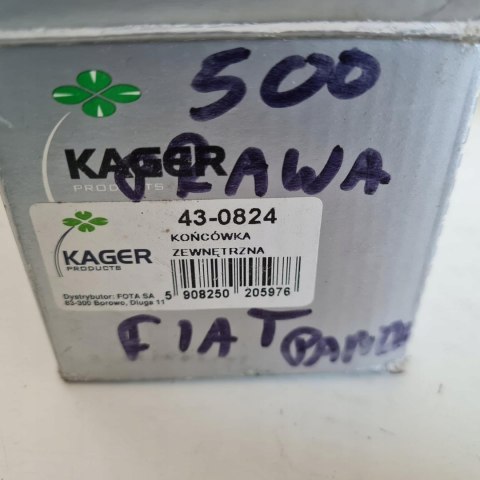 500
KAGER
PRODUCTS
PRAWA
43-0824
KOŃCÓWKA
ZEWNĘTRZNA
KAGER
PRODUCTS
Dystrybutor: FOTA SA
83-300 Borowo, Długa 11
5 908250 205976
FIAT PANDA